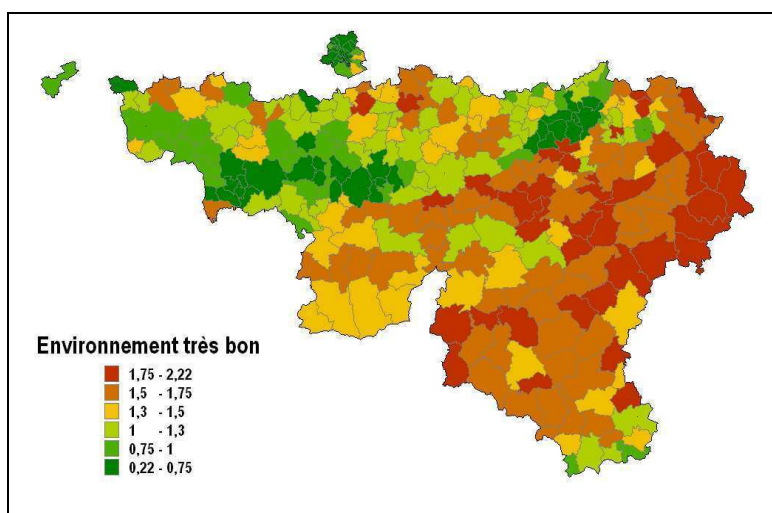 Environnement très bon
1,75 - 2,22
1,5 - 1,75
1,3 - 1,5
1 - 1,3
0,75 - 1
0,22 - 0,75